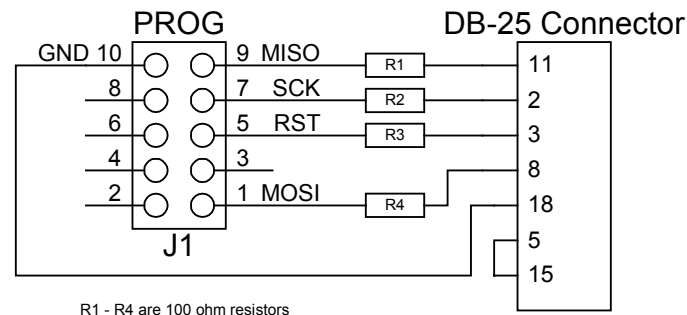 PROG
DB-25 Connector
GND 10 9 MISO R1 11
8 7 SCK R2 2
6 5 RST R3 3
4 3 8
2 1 MOSI R4 18
J1 5
15
R1 - R4 are 100 ohm resistors